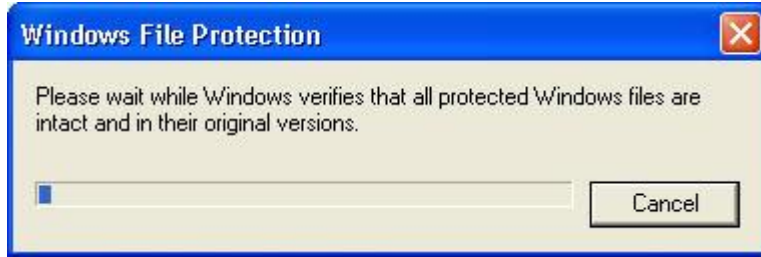 Windows File Protection
Please wait while Windows verifies that all protected Windows files are
intact and in their original versions.
Cancel